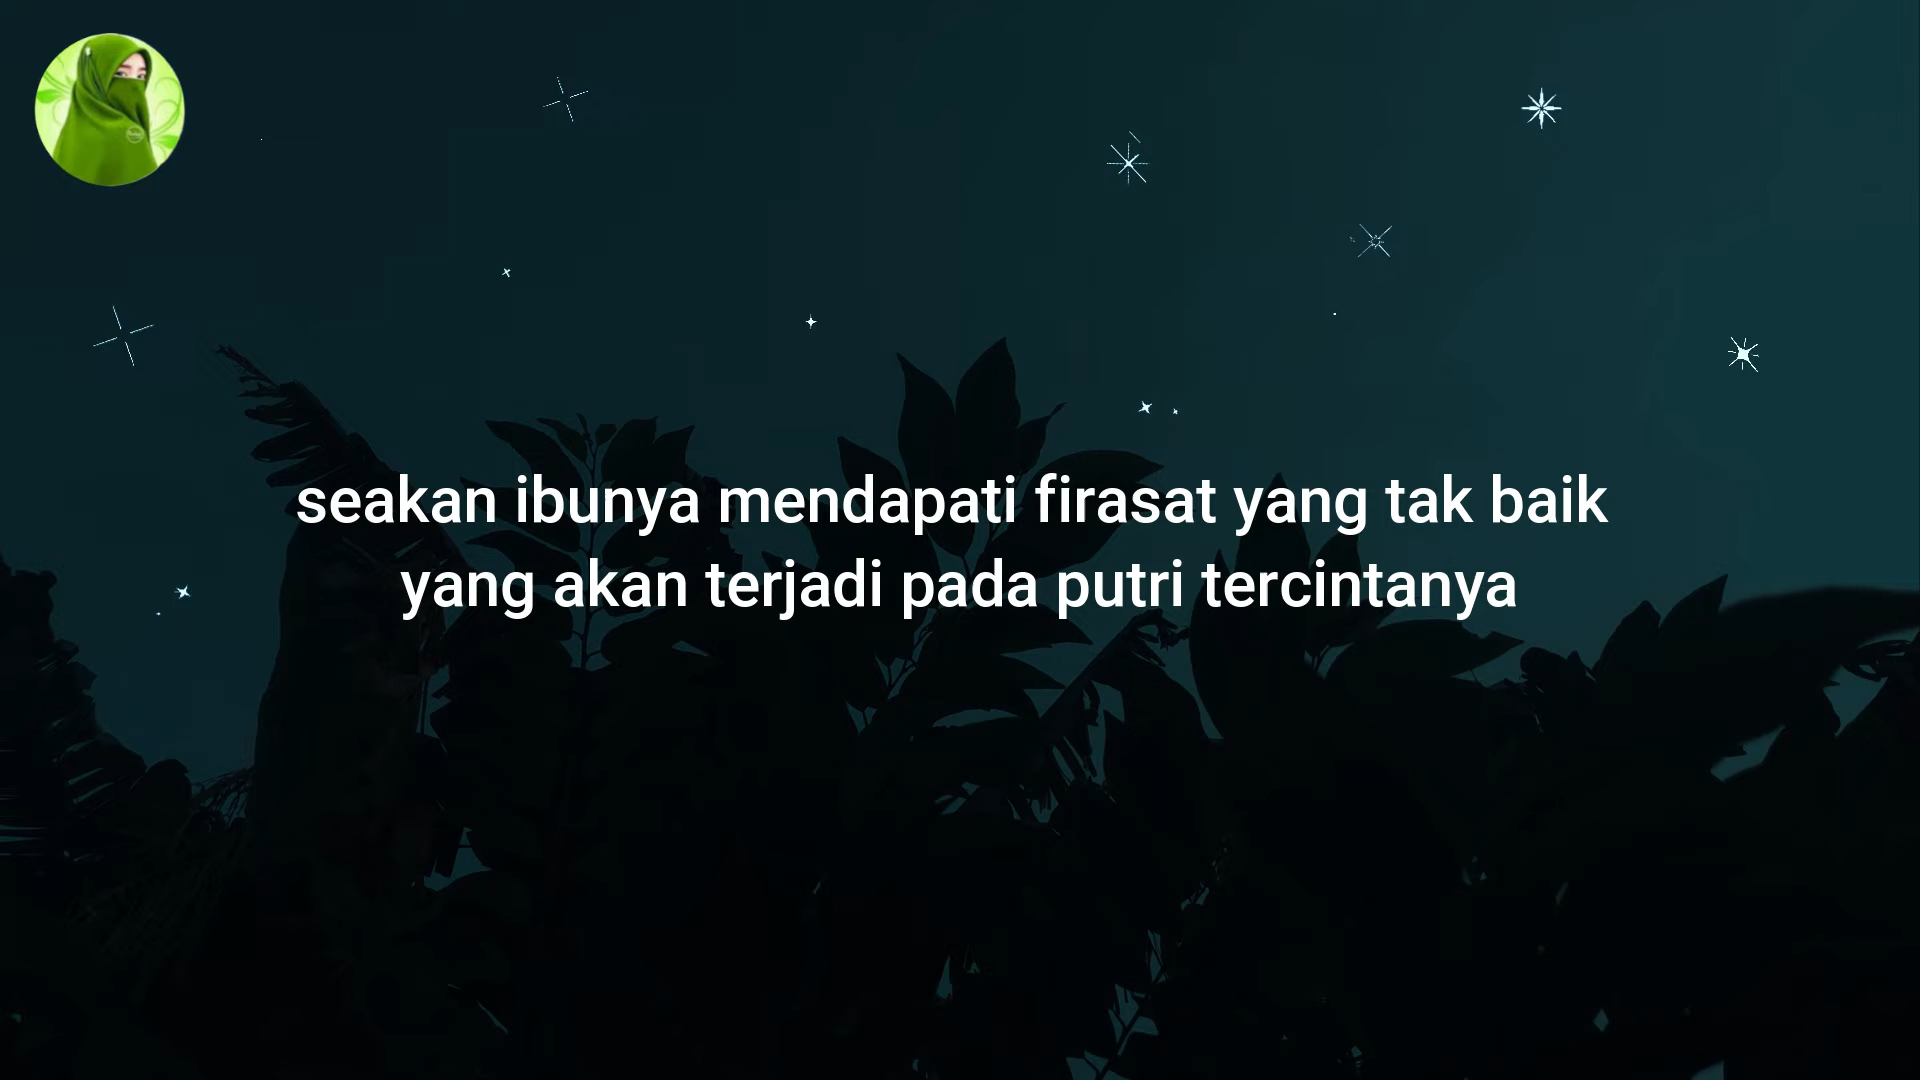 seakan ibunya mendapati firasat yang tak baik
yang akan terjadi pada putri tercintanya